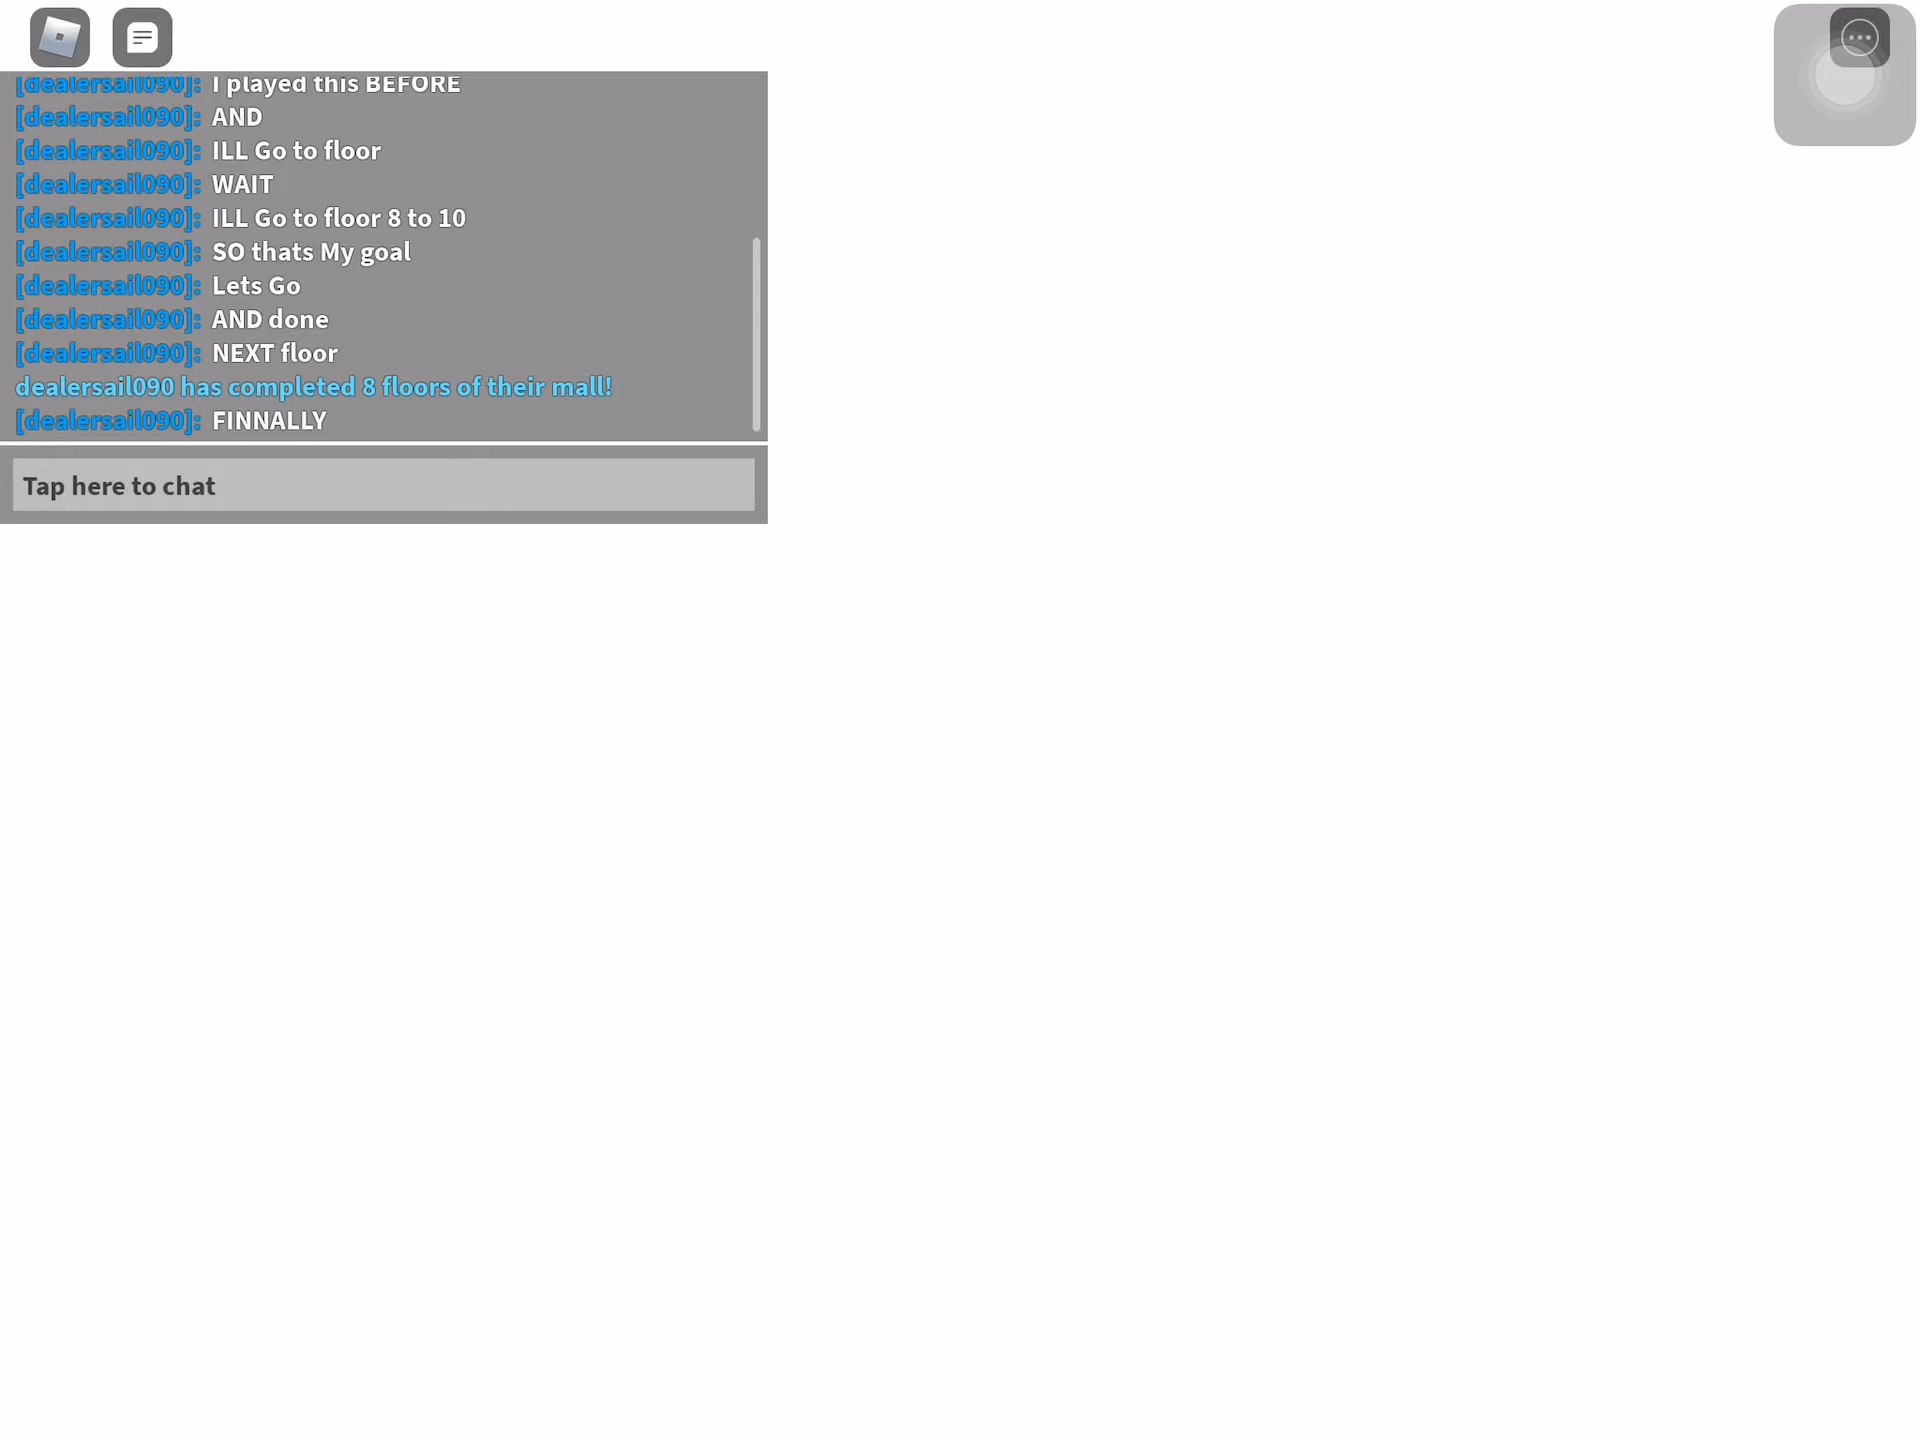 [dealersail090]: I played this BEFORE
[dealersail090]: AND
[dealersail090]: ILL Go to floor
[dealersail090]: WAIT
[dealersail090]: ILL Go to floor 8 to 10
[dealersail090]: SO thats My goal
[dealersail090]: Lets Go
[dealersail090]: AND done
[dealersail090]: NEXT floor
dealersail090 has completed 8 floors of their mall!
[dealersail090]: FINNALLY
Tap here to chat